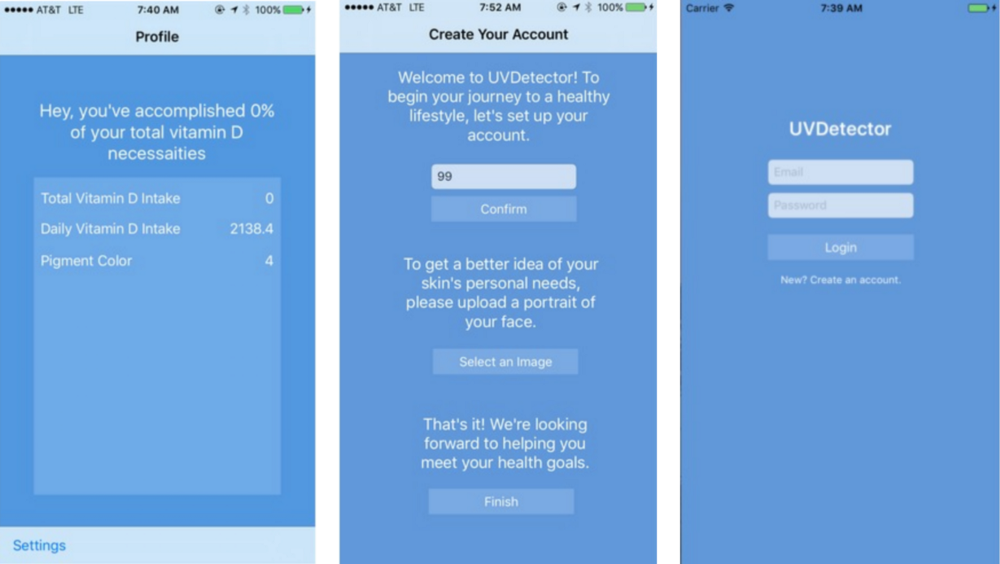 AT&T LTE 7:40 AM 100%
Profile
Hey, you've accomplished 0%
of your total vitamin D
necessaities
Total Vitamin D Intake 0
Daily Vitamin D Intake 2138.4
Pigment Color 4
Settings
AT&T LTE 7:52 AM 100%
Create Your Account
Welcome to UVDetector! To
begin your journey to a healthy
lifestyle, let's set up your
account.
99
Confirm
To get a better idea of your
skin's personal needs,
please upload a portrait of
your face.
Select an Image
That's it! We're looking
forward to helping you
meet your health goals.
Finish
Carrier 7:39 AM
UVDetector
Email
Password
Login
New? Create an account.